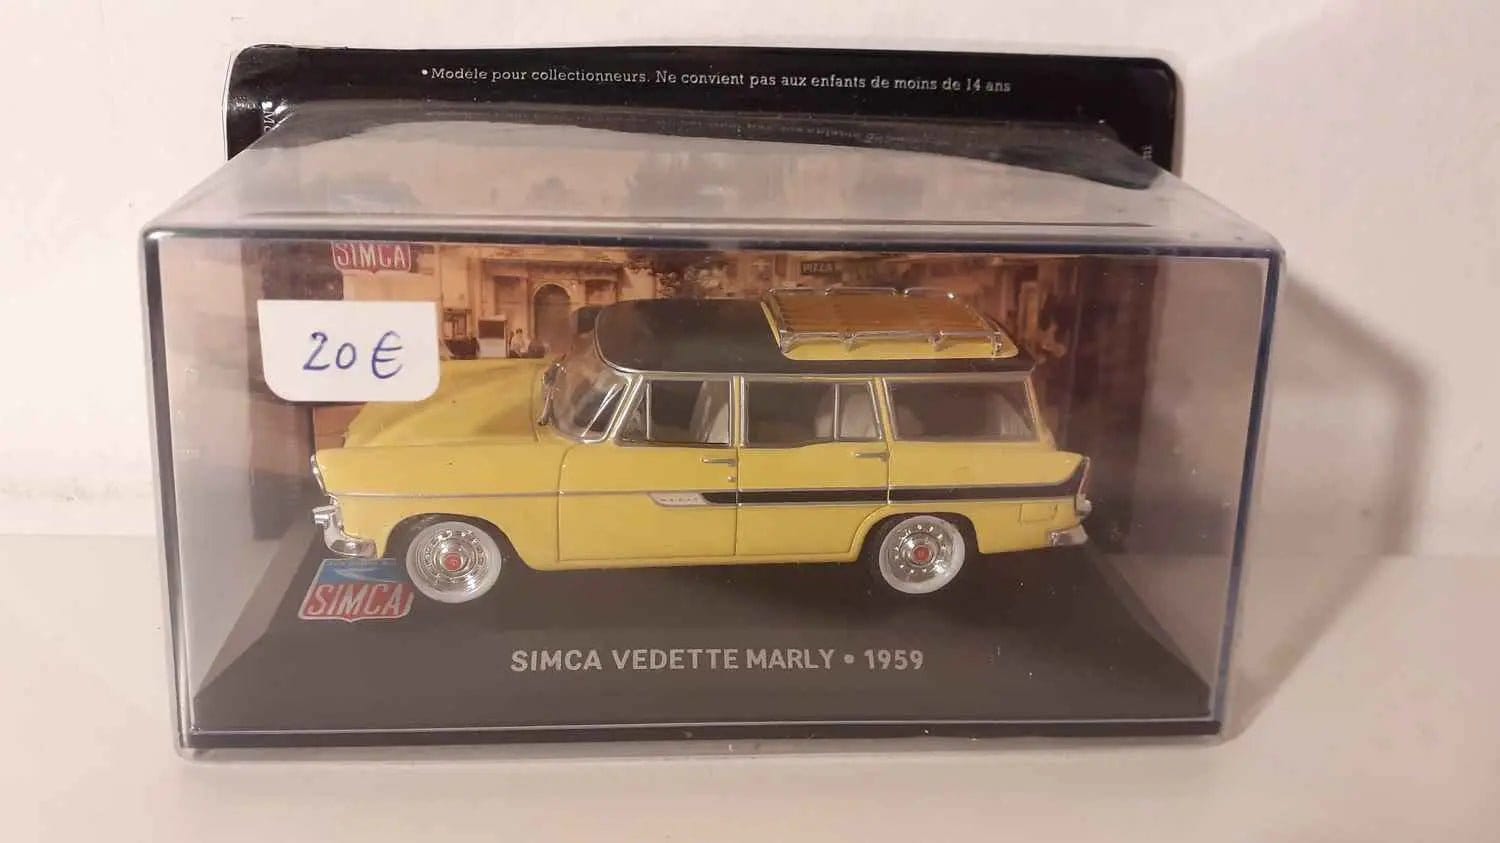 • Modèle pour collectionneurs. Ne convient pas aux enfants de moins de 14 ans
SIMCA
PIZZA
20 €
SIMCA
SIMCA VEDETTE MARLY • 1959